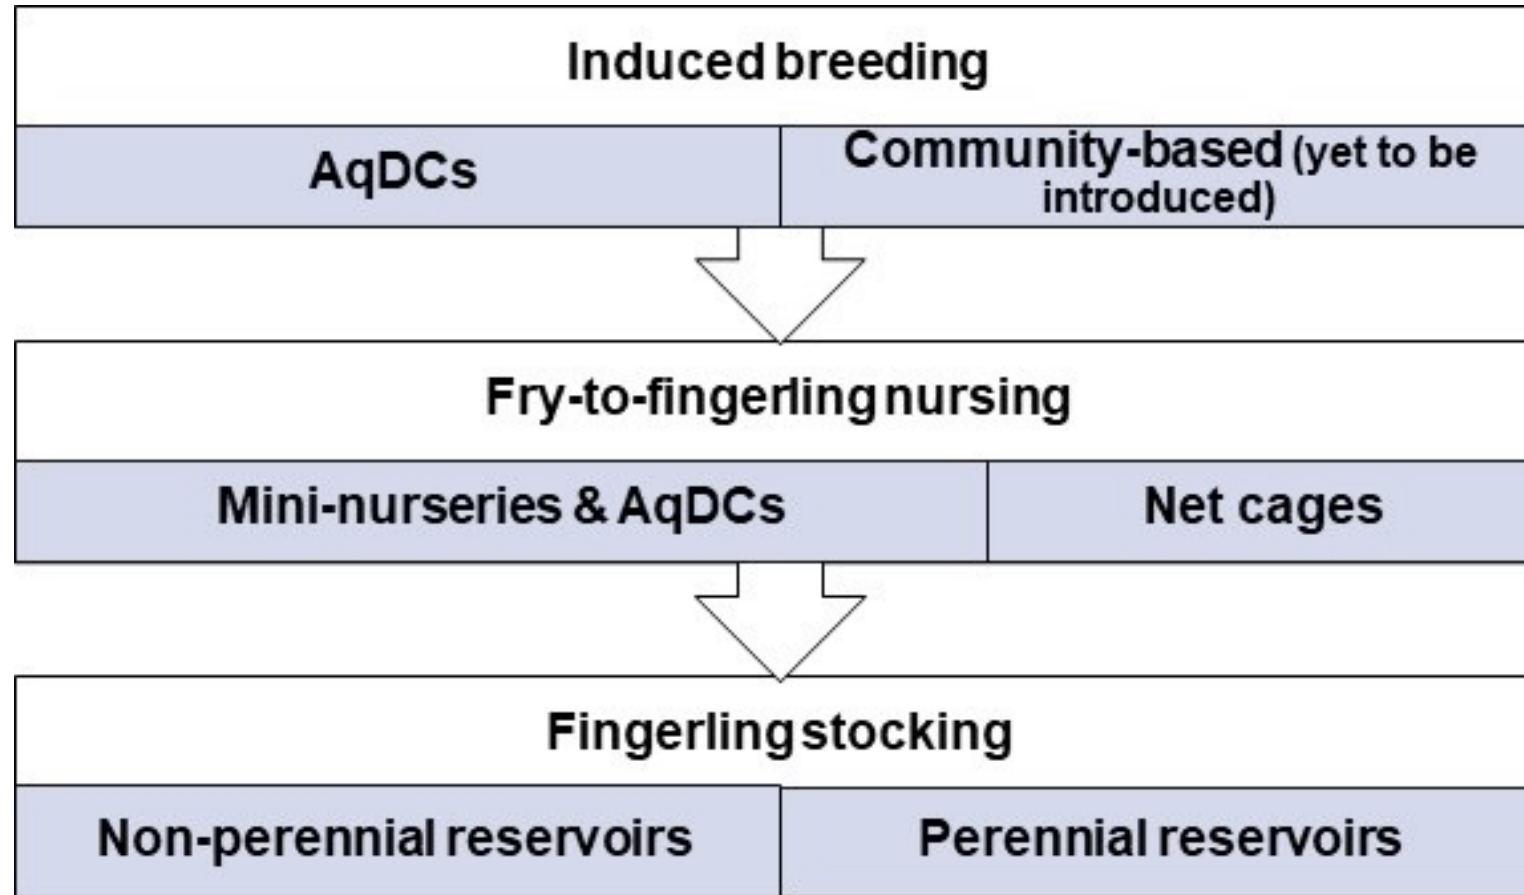 Induced breeding
AqDCs
Community-based (yet to be
introduced)
Fry-to-fingerling nursing
Mini-nurseries & AqDCs
Net cages
Fingerling stocking
Non-perennial reservoirs
Perennial reservoirs